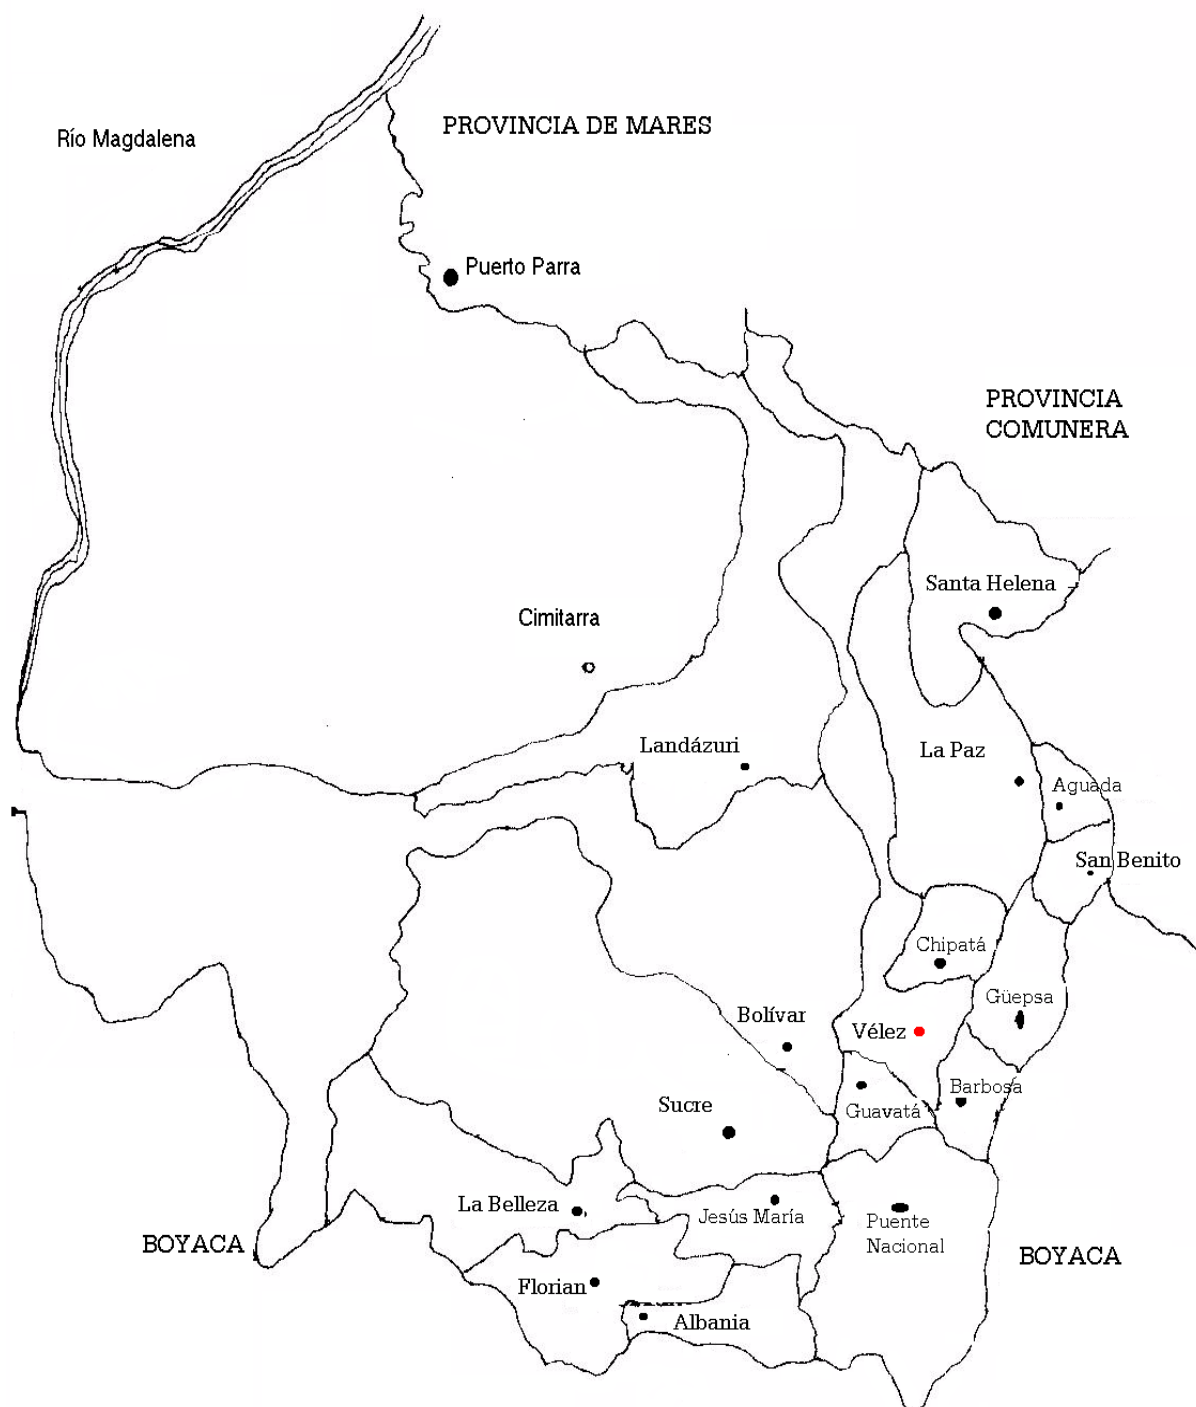 PROVINCIA DE MARES
Río Magdalena
Puerto Parra
PROVINCIA
COMUNERA
Santa Helena
Cimitarra
Landázuri
La Paz
Aguada
San Benito
Chipatá
Güepsa
Bolívar
Vélez
Barbosa
Sucre
Guavatá
La Belleza
Jesús María
Puente
Nacional
BOYACA
BOYACA
Florian
Albania